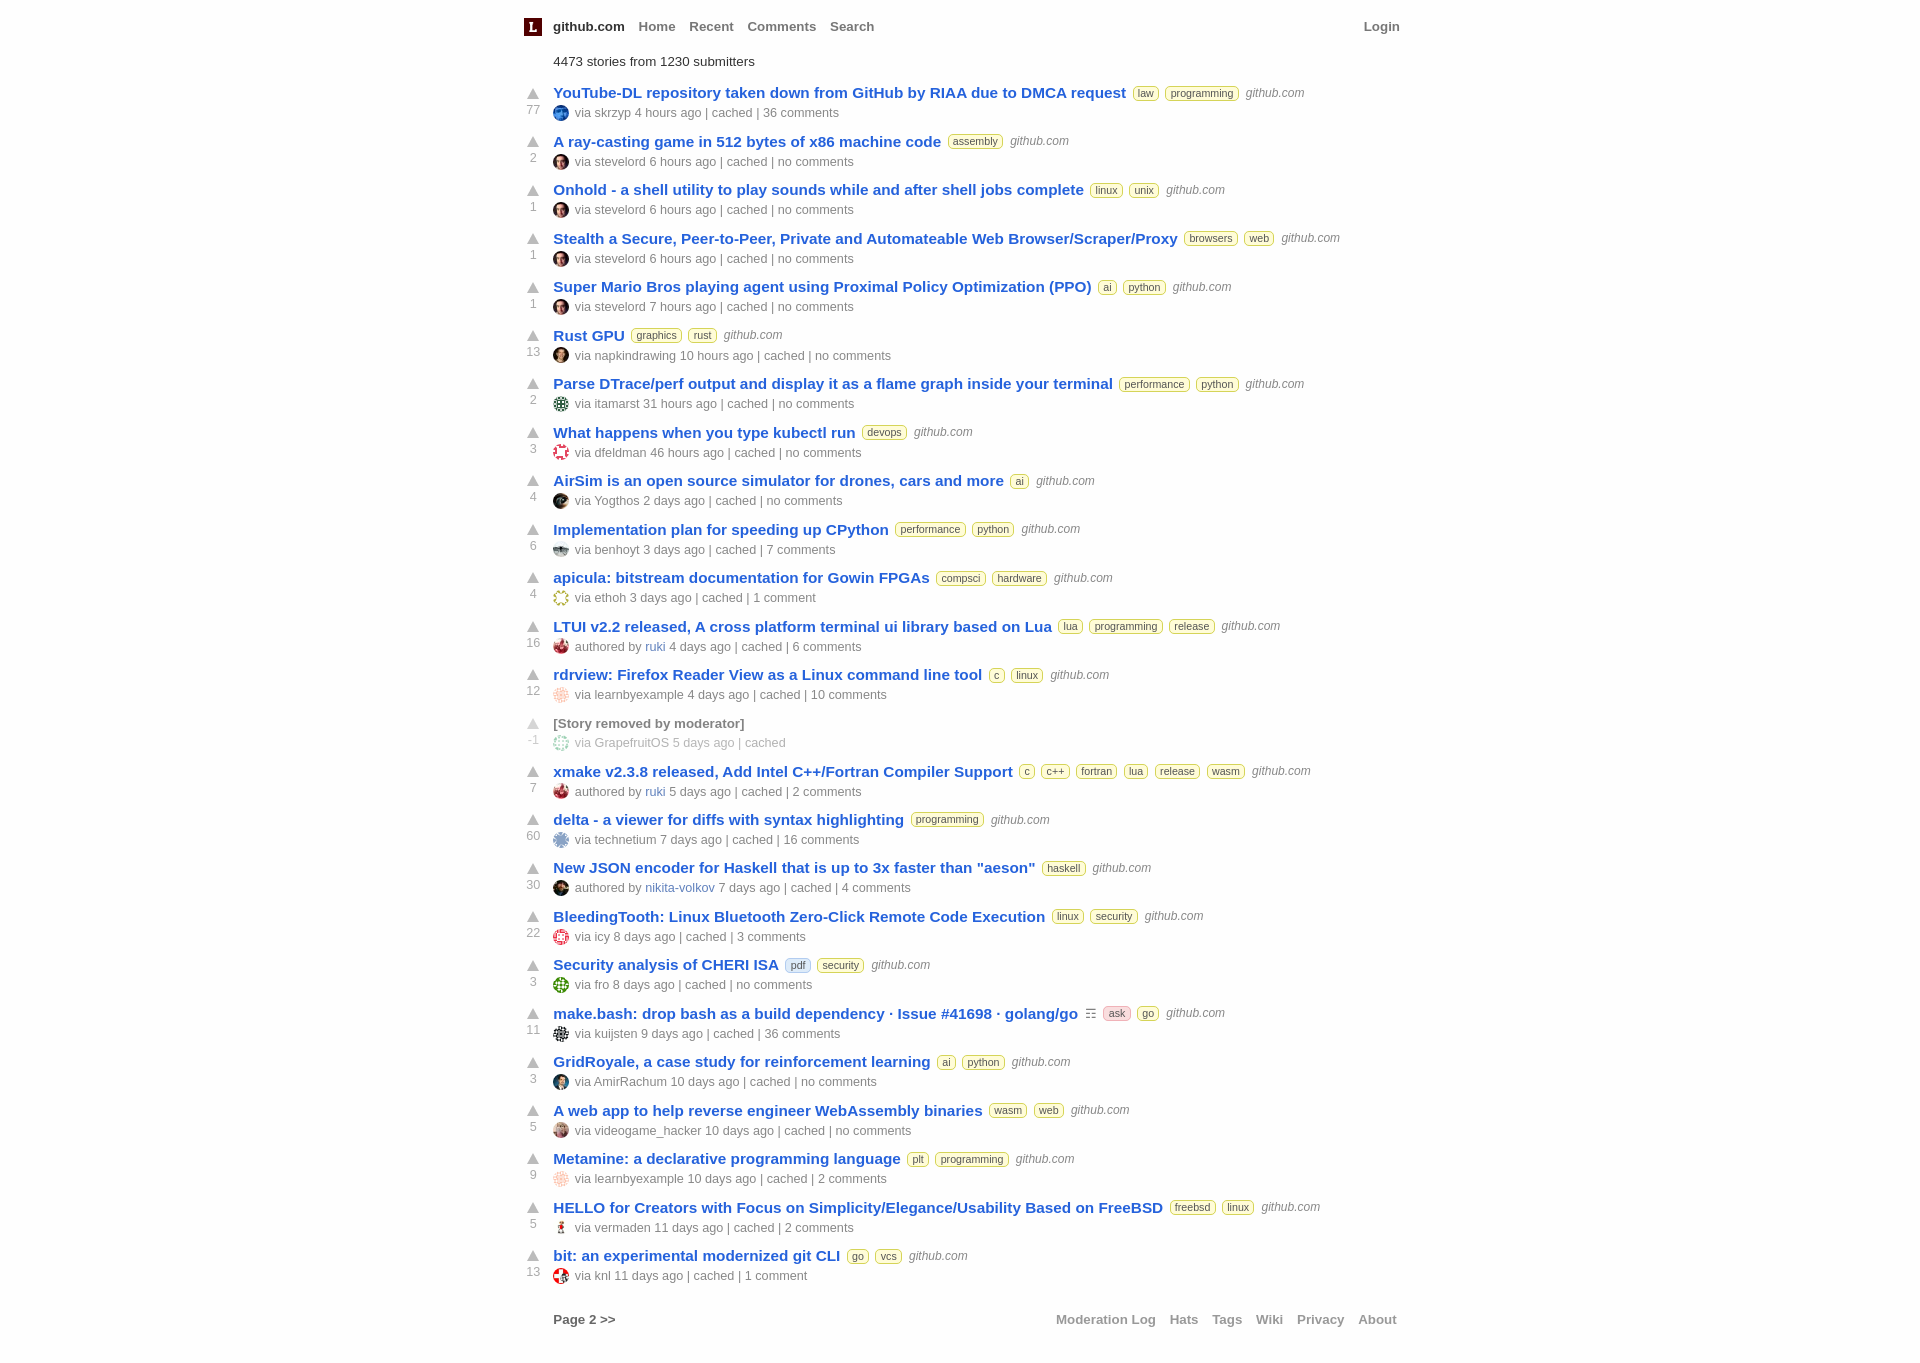 L github.com Home Recent Comments Search Login
4473 stories from 1230 submitters
YouTube-DL repository taken down from GitHub by RIAA due to DMCA request law programming github.com
77 via skrzyp 4 hours ago | cached | 36 comments
A ray-casting game in 512 bytes of x86 machine code assembly github.com
2 via stevelord 6 hours ago | cached | no comments
Onhold - a shell utility to play sounds while and after shell jobs complete linux unix github.com
1 via stevelord 6 hours ago | cached | no comments
Stealth a Secure, Peer-to-Peer, Private and Automateable Web Browser/Scraper/Proxy browsers web github.com
1 via stevelord 6 hours ago | cached | no comments
Super Mario Bros playing agent using Proximal Policy Optimization (PPO) ai python github.com
1 via stevelord 7 hours ago | cached | no comments
Rust GPU graphics rust github.com
13 via napkindrawing 10 hours ago | cached | no comments
Parse DTrace/perf output and display it as a flame graph inside your terminal performance python github.com
2 via itamarst 31 hours ago | cached | no comments
What happens when you type kubectl run devops github.com
3 via dfeldman 46 hours ago | cached | no comments
AirSim is an open source simulator for drones, cars and more ai github.com
4 via Yogthos 2 days ago | cached | no comments
Implementation plan for speeding up CPython performance python github.com
6 via benhoyt 3 days ago | cached | 7 comments
apicula: bitstream documentation for Gowin FPGAs compsci hardware github.com
4 via ethoh 3 days ago | cached | 1 comment
LTUI v2.2 released, A cross platform terminal ui library based on Lua lua programming release github.com
16 authored by ruki 4 days ago | cached | 6 comments
rdrview: Firefox Reader View as a Linux command line tool c linux github.com
12 via learnbyexample 4 days ago | cached | 10 comments
[Story removed by moderator]
-1 via GrapefruitOS 5 days ago | cached
xmake v2.3.8 released, Add Intel C++/Fortran Compiler Support c c++ fortran lua release wasm github.com
7 authored by ruki 5 days ago | cached | 2 comments
delta - a viewer for diffs with syntax highlighting programming github.com
60 via technetium 7 days ago | cached | 16 comments
New JSON encoder for Haskell that is up to 3x faster than "aeson" haskell github.com
30 authored by nikita-volkov 7 days ago | cached | 4 comments
BleedingTooth: Linux Bluetooth Zero-Click Remote Code Execution linux security github.com
22 via icy 8 days ago | cached | 3 comments
Security analysis of CHERI ISA pdf security github.com
3 via fro 8 days ago | cached | no comments
make.bash: drop bash as a build dependency · Issue #41698 · golang/go ☶ ask go github.com
11 via kuijsten 9 days ago | cached | 36 comments
GridRoyale, a case study for reinforcement learning ai python github.com
3 via AmirRachum 10 days ago | cached | no comments
A web app to help reverse engineer WebAssembly binaries wasm web github.com
5 via videogame_hacker 10 days ago | cached | no comments
Metamine: a declarative programming language plt programming github.com
9 via learnbyexample 10 days ago | cached | 2 comments
HELLO for Creators with Focus on Simplicity/Elegance/Usability Based on FreeBSD freebsd linux github.com
5 via vermaden 11 days ago | cached | 2 comments
bit: an experimental modernized git CLI go vcs github.com
13 via knl 11 days ago | cached | 1 comment
Page 2 >> Moderation Log Hats Tags Wiki Privacy About